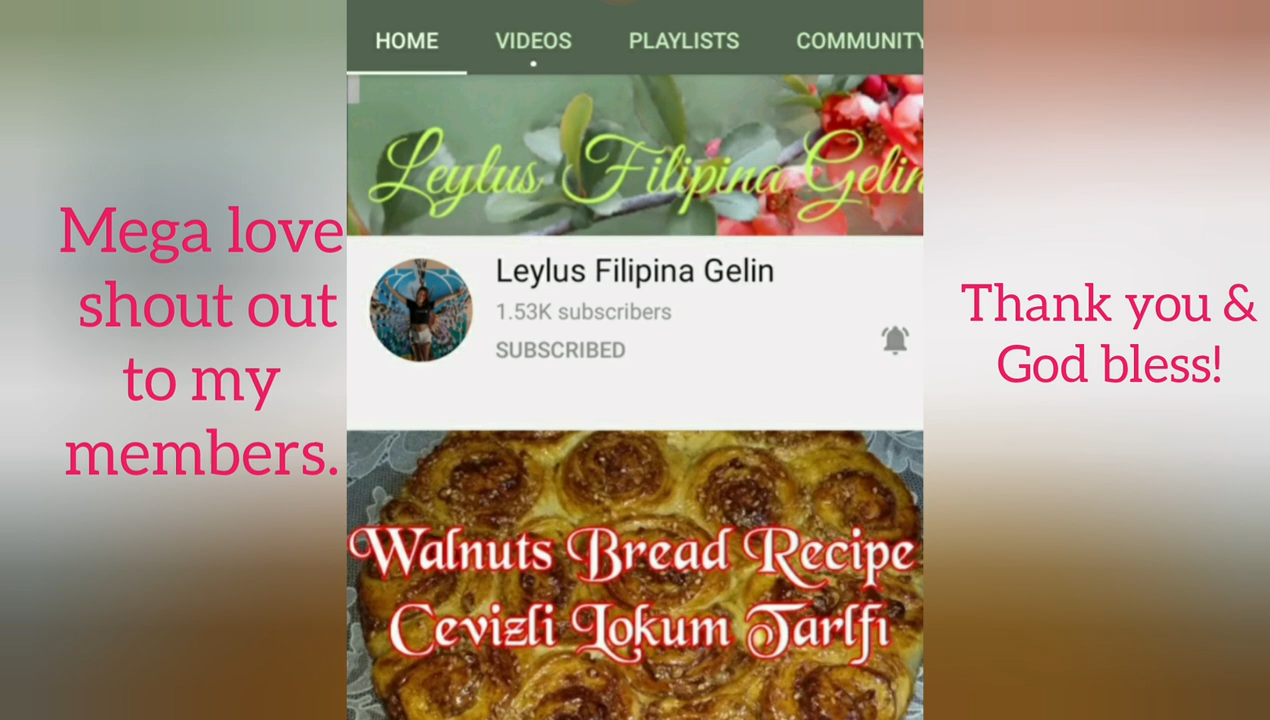 Mega love
shout out
to my
members.
HOME VIDEOS PLAYLISTS COMMUNITY
Leylus Filipina Gelin
Leylus Filipina Gelin
1.53K subscribers
SUBSCRIBED
Walnuts Bread Recipe
Cevizli Lokum Tarlfi
Thank you &
God bless!